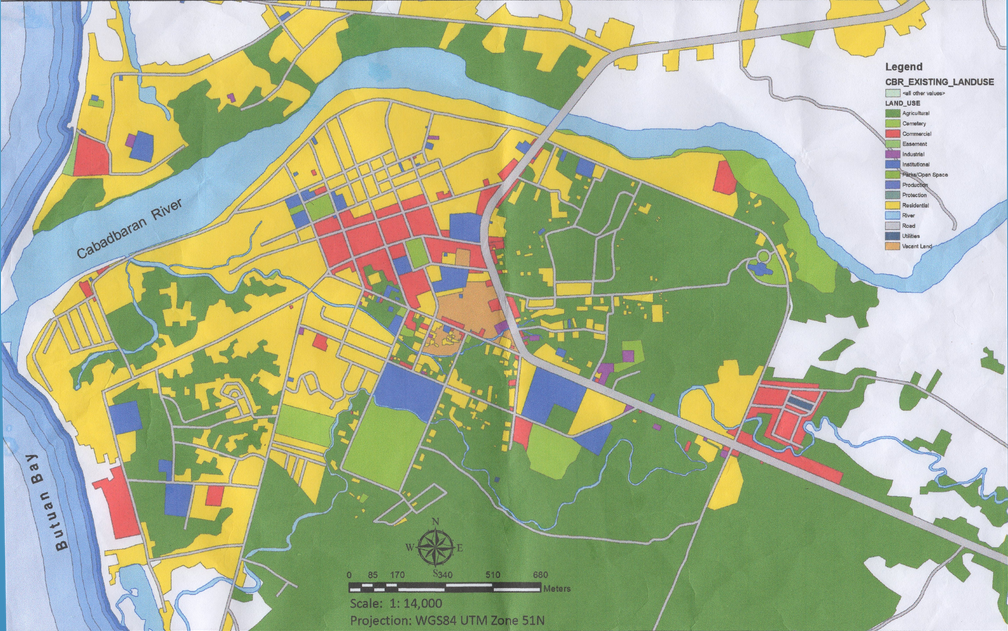 Legend
CBR_EXISTING_LANDUSE
<all other values>
LAND_USE
Agricultural
Cemetery
Commercial
Easement
Industrial
Institutional
Parks/Open Space
Production
Protection
Residential
River
Road
Utilities
Vacant Land
Cabadbaran River
Butuan Bay
N
W E
S
0 85 170 340 510 680
Meters
Scale: 1: 14,000
Projection: WGS84 UTM Zone 51N